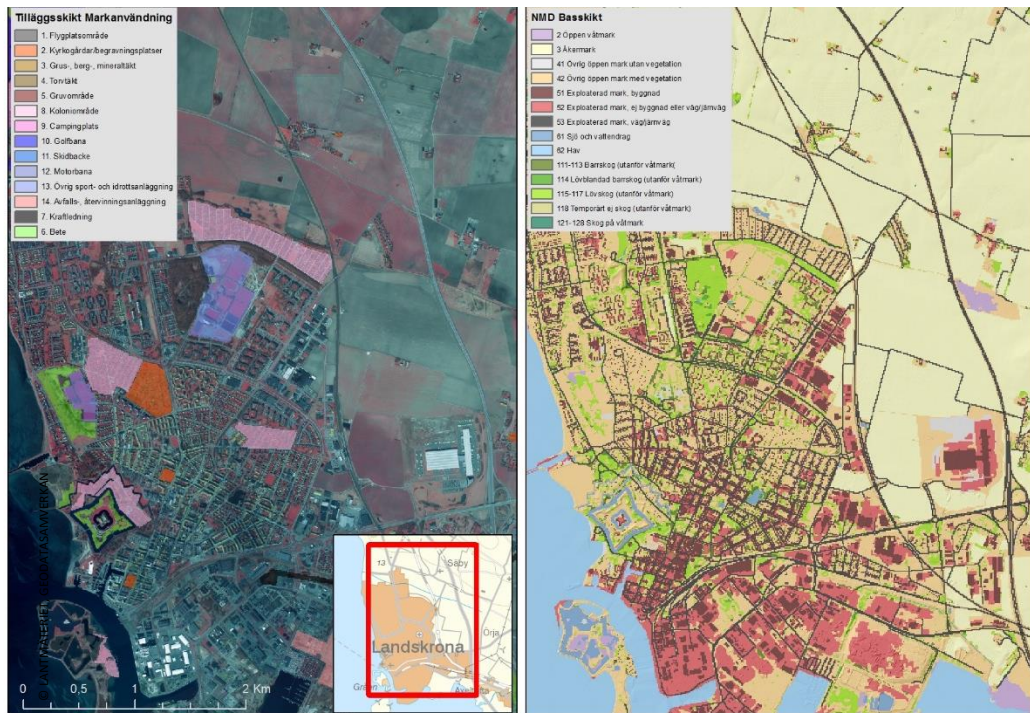 Tilläggsskikt Markanvändning
1. Flygplatsområde
2. Kyrkogårdar/begravningsplatser
3. Grus-, berg-, mineraltäkt
4. Torvtäkt
5. Gruvområde
8. Koloniområde
9. Campingplats
10. Golfbana
11. Skidbacke
12. Motorbana
13. Övrig sport- och idrottsanläggning
14. Avfalls-, återvinningsanläggning
7. Kraftledning
6. Bete
© LANTMÄTERIET, GEODATASAMVERKAN
0 0,5 1 2 Km
13
Säby
Örja
Landskrona
Gråen
NMD Basskikt
2 Öppen våtmark
3 Åkermark
41 Övrig öppen mark utan vegetation
42 Övrig öppen mark med vegetation
51 Exploaterad mark, byggnad
52 Exploaterad mark, ej byggnad eller väg/järnväg
53 Exploaterad mark, väg/järnväg
61 Sjö och vattendrag
62 Hav
111-113 Barrskog (utanför våtmark(
114 Lövblandad barrskog (utanför våtmark)
115-117 Lövskog (utanför våtmark)
118 Temporärt ej skog (utanför våtmark)
121-128 Skog på våtmark